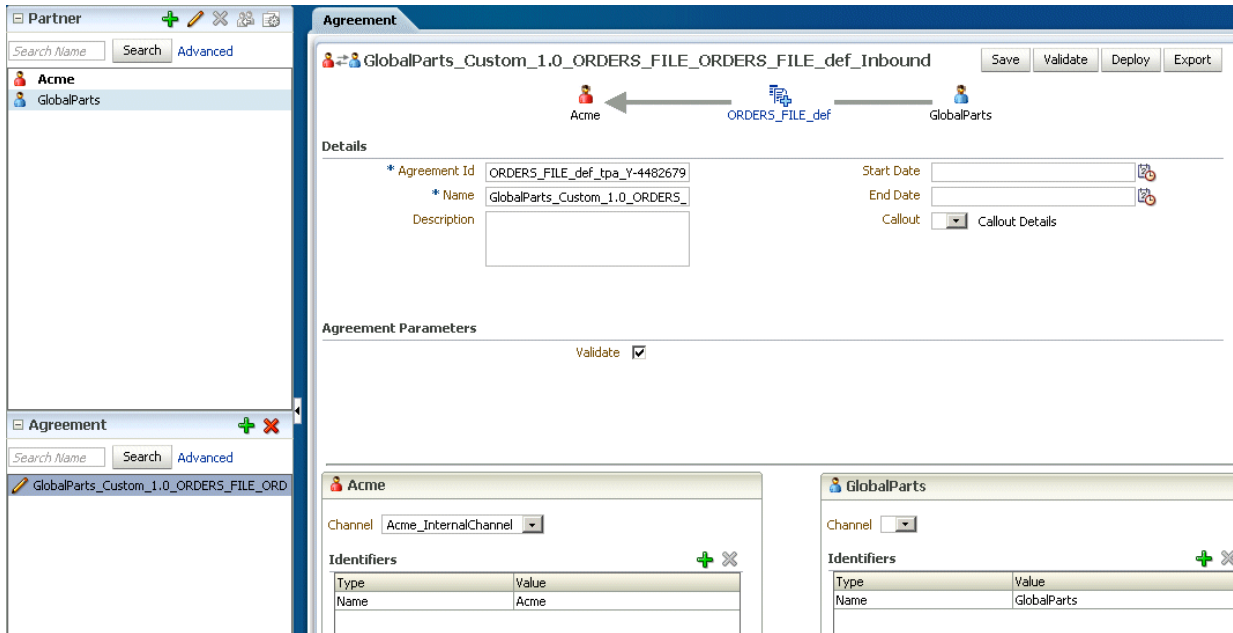 Partner
Search Name Search Advanced
Acme
GlobalParts
Agreement
Search Name Search Advanced
GlobalParts_Custom_1.0_ORDERS_FILE_ORD
Agreement
GlobalParts_Custom_1.0_ORDERS_FILE_ORDERS_FILE_def_Inbound Save Validate Deploy Export
Acme ORDERS_FILE_def GlobalParts
Details
* Agreement Id ORDERS_FILE_def_tpa_Y-4482679 Start Date
* Name GlobalParts_Custom_1.0_ORDERS_ End Date
Description Callout Callout Details
Agreement Parameters
Validate
Acme
Channel Acme_InternalChannel
Identifiers
Type Value
Name Acme
GlobalParts
Channel
Identifiers
Type Value
Name GlobalParts